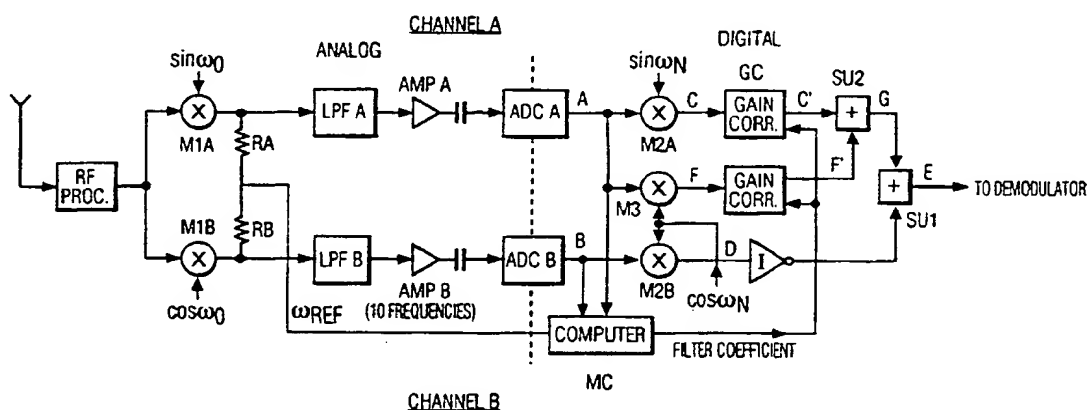 CHANNEL A
ANALOG
DIGITAL
sinω0
AMP A
sinωN
GC
SU2
X
LPF A
ADC A
A
X
C
GAIN
CORR.
C'
+
G
M1A
RA
M2A
F'
RF
PROC.
X
F
GAIN
CORR.
+
E
TO DEMODULATOR
M3
SU1
M1B
RB
X
LPF B
ADC B
B
X
D
I
M2B
cosω0
ωREF
AMP B
(10 FREQUENCIES)
cosωN
COMPUTER
FILTER COEFFICIENT
MC
CHANNEL B